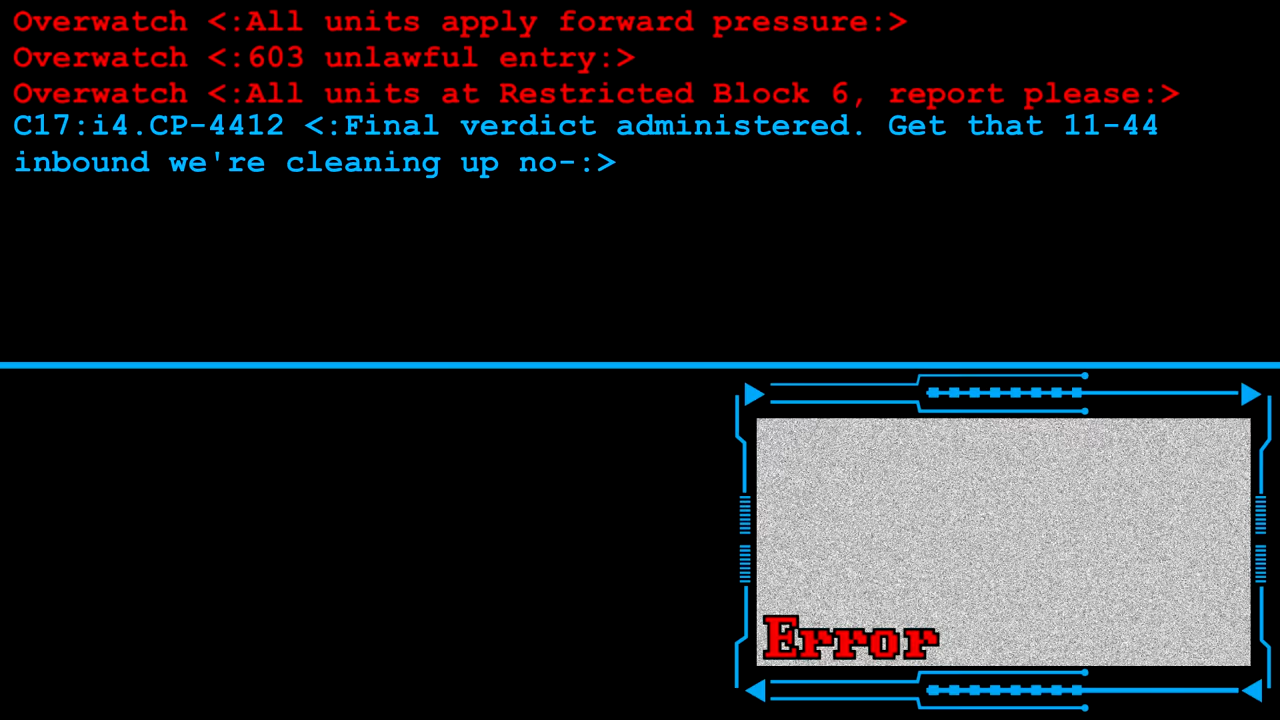 Overwatch <:All units apply forward pressure:>
Overwatch <:603 unlawful entry:>
Overwatch <:All units at Restricted Block 6, report please:>
C17:i4.CP-4412 <:Final verdict administered. Get that 11-44
inbound we're cleaning up no-:>
Error